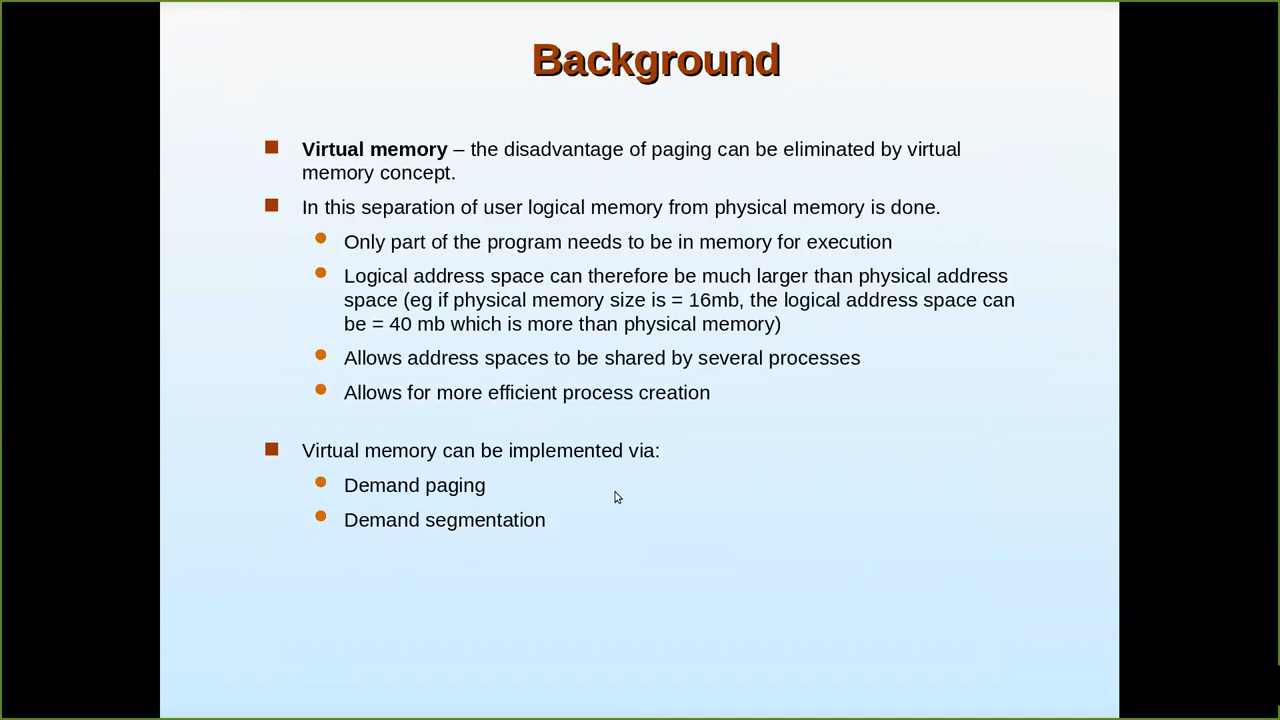 Background
Virtual memory – the disadvantage of paging can be eliminated by virtual
memory concept.
In this separation of user logical memory from physical memory is done.
Only part of the program needs to be in memory for execution
Logical address space can therefore be much larger than physical address
space (eg if physical memory size is = 16mb, the logical address space can
be = 40 mb which is more than physical memory)
Allows address spaces to be shared by several processes
Allows for more efficient process creation
Virtual memory can be implemented via:
Demand paging
Demand segmentation